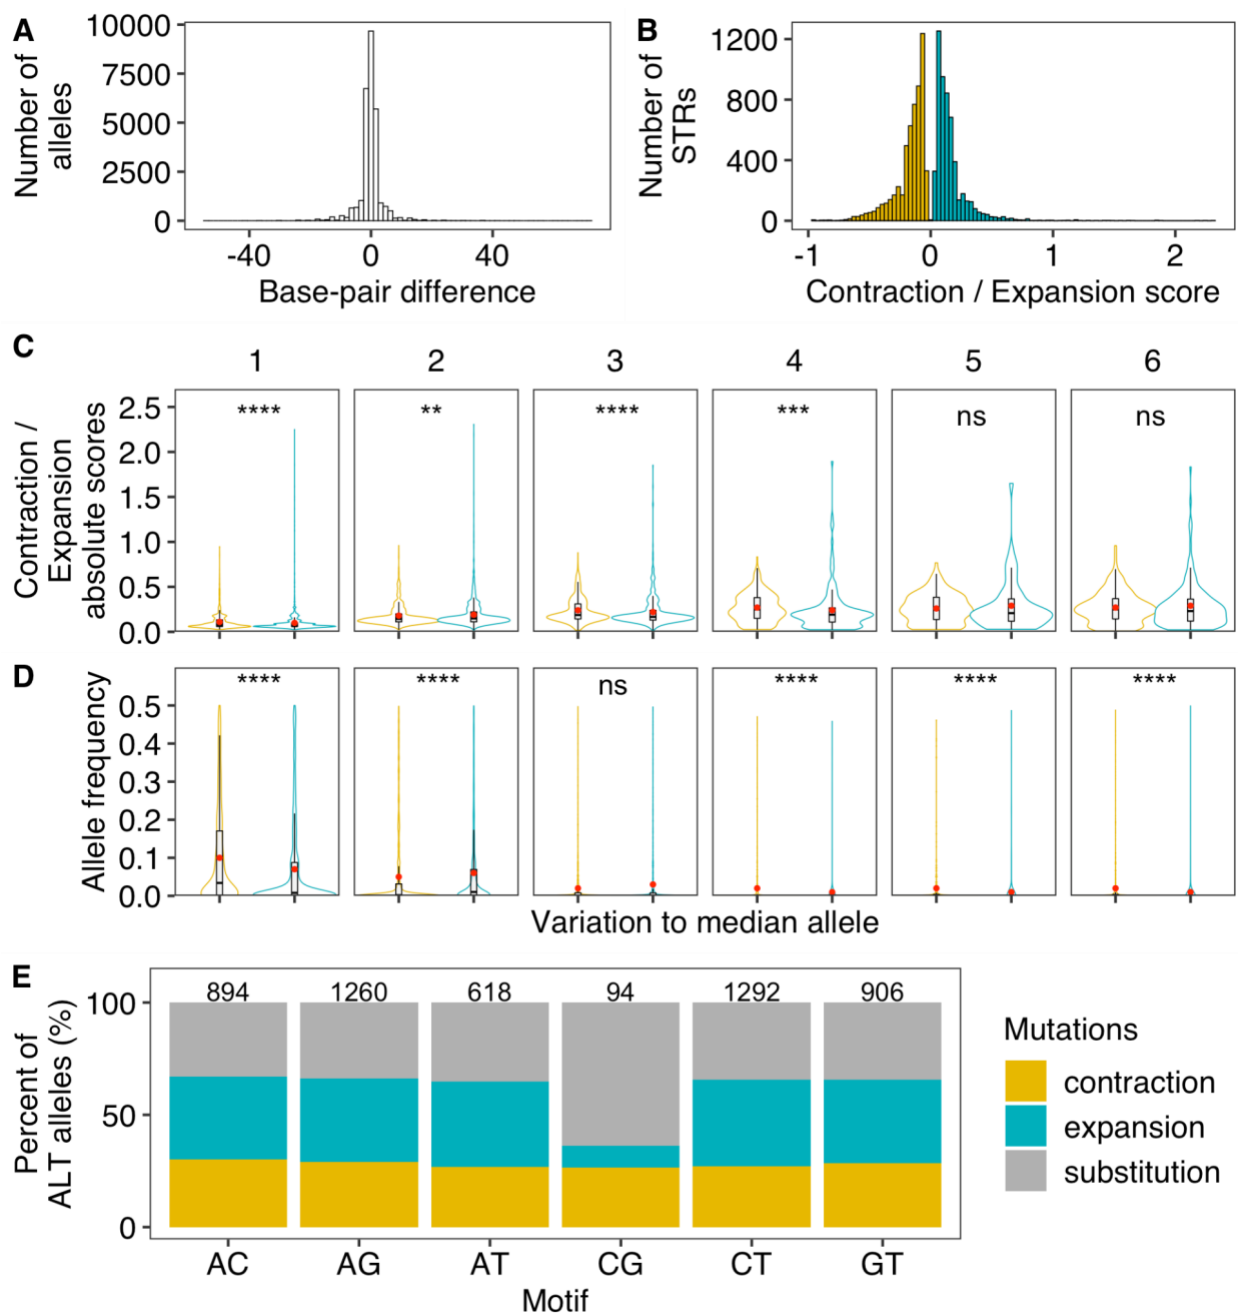 A
Number of
alleles
10000
7500
5000
2500
0
-40 0 40
Base-pair difference
B
Number of
STRs
1200
800
400
0
-1 0 1 2
Contraction / Expansion score
C
1 2 3 4 5 6
Contraction /
Expansion
absolute scores
2.5
2.0
1.5
1.0
0.5
0.0
**** ** **** *** ns ns
D
Allele frequency
0.5
0.4
0.3
0.2
0.1
0.0
**** **** ns **** **** ****
Variation to median allele
E
Percent of
ALT alleles (%)
100
50
0
894 1260 618 94 1292 906
AC AG AT CG CT GT
Motif
Mutations
contraction
expansion
substitution